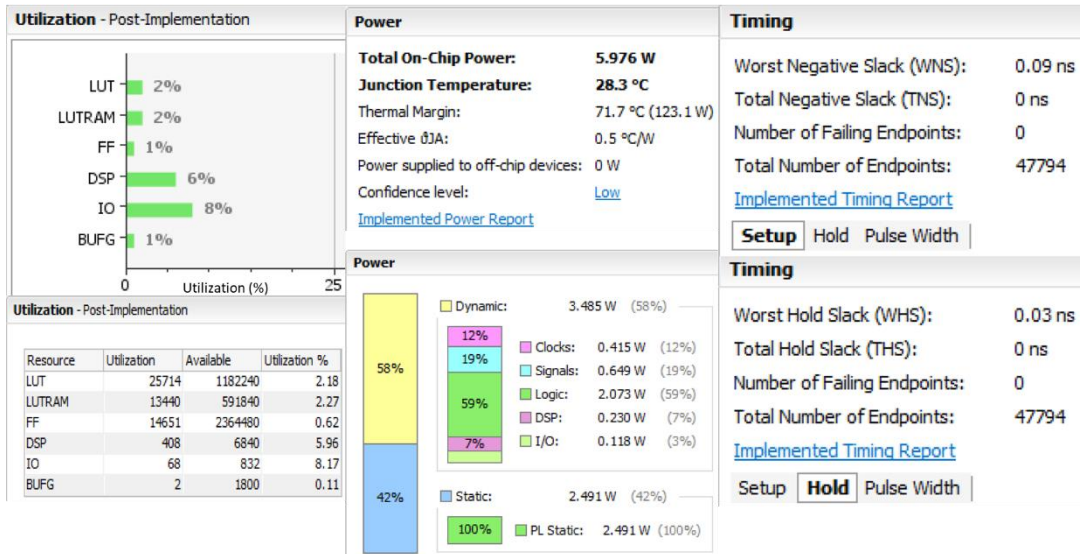 Utilization - Post-Implementation
LUT 2%
LUTRAM 2%
FF 1%
DSP 6%
IO 8%
BUFG 1%
0 25
Utilization (%)
Utilization - Post-Implementation
Resource Utilization Available Utilization %
LUT 25714 1182240 2.18
LUTRAM 13440 591840 2.27
FF 14651 2364480 0.62
DSP 408 6840 5.96
IO 68 832 8.17
BUFG 2 1800 0.11
Power
Total On-Chip Power: 5.976 W
Junction Temperature: 28.3 °C
Thermal Margin: 71.7 °C (123.1 W)
Effective ϑJA: 0.5 °C/W
Power supplied to off-chip devices: 0 W
Confidence level: Low
Implemented Power Report
Power
58%
42%
Dynamic: 3.485 W (58%)
12%
19%
59%
7%
Clocks: 0.415 W (12%)
Signals: 0.649 W (19%)
Logic: 2.073 W (59%)
DSP: 0.230 W (7%)
I/O: 0.118 W (3%)
Static: 2.491 W (42%)
100% PL Static: 2.491 W (100%)
Timing
Worst Negative Slack (WNS): 0.09 ns
Total Negative Slack (TNS): 0 ns
Number of Failing Endpoints: 0
Total Number of Endpoints: 47794
Implemented Timing Report
Setup Hold Pulse Width
Timing
Worst Hold Slack (WHS): 0.03 ns
Total Hold Slack (THS): 0 ns
Number of Failing Endpoints: 0
Total Number of Endpoints: 47794
Implemented Timing Report
Setup Hold Pulse Width